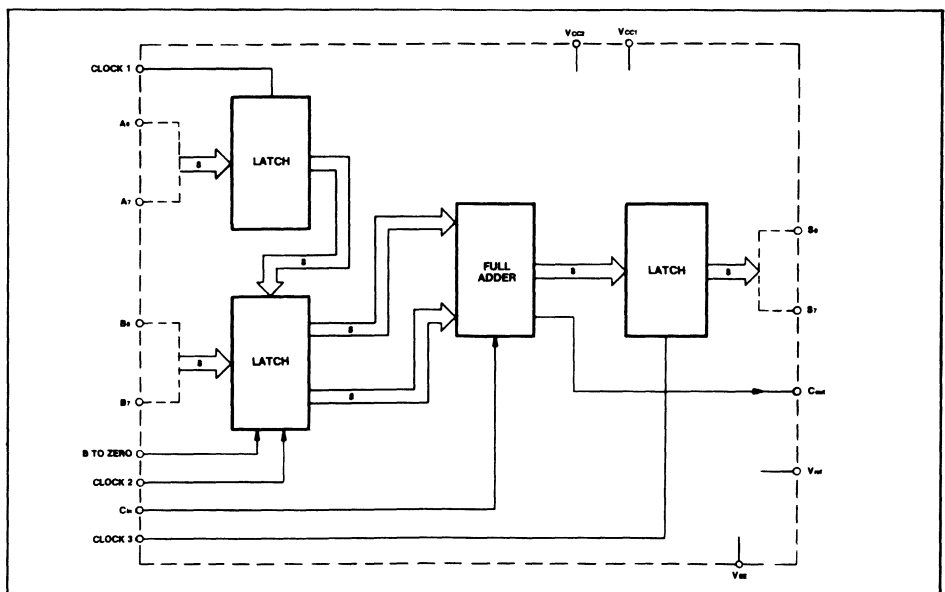 VCC2 VCC1
CLOCK 1
A0
LATCH
8
A7
8
S0
FULL
ADDER
8
LATCH
8
B0
8
S7
8
LATCH
B7
8
Cout
B TO ZERO
Vref
CLOCK 2
Cin
CLOCK 3
VEE